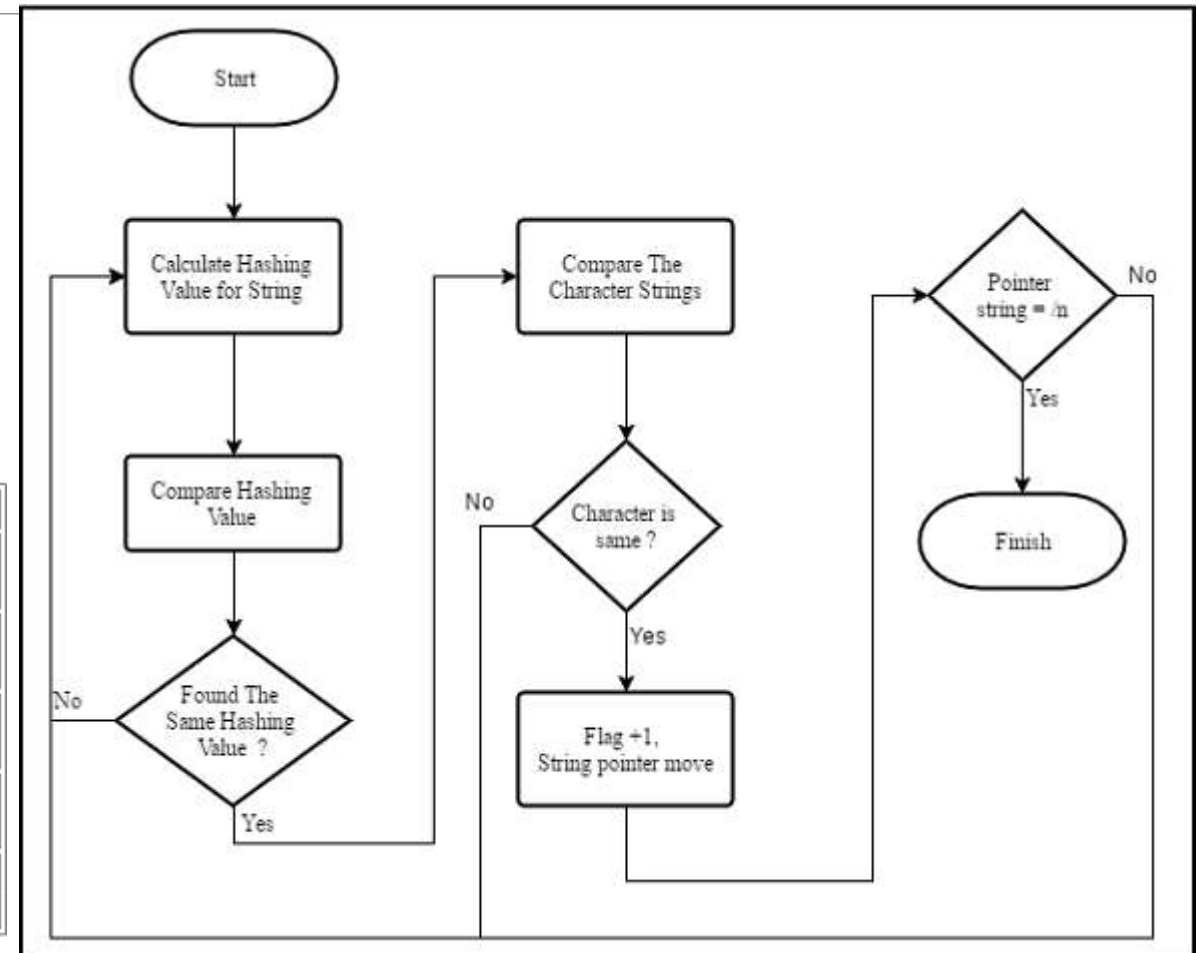 Start
Calculate Hashing
Value for String
Compare Hashing
Value
Found The
Same Hashing
Value ?
No
Yes
Compare The
Character Strings
Character is
same ?
No
Yes
Flag +1,
String pointer move
Pointer
string = /n
No
Yes
Finish